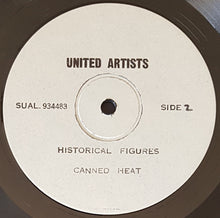 UNITED ARTISTS
SUAL. 934483 SIDE 2
HISTORICAL FIGURES
CANNED HEAT